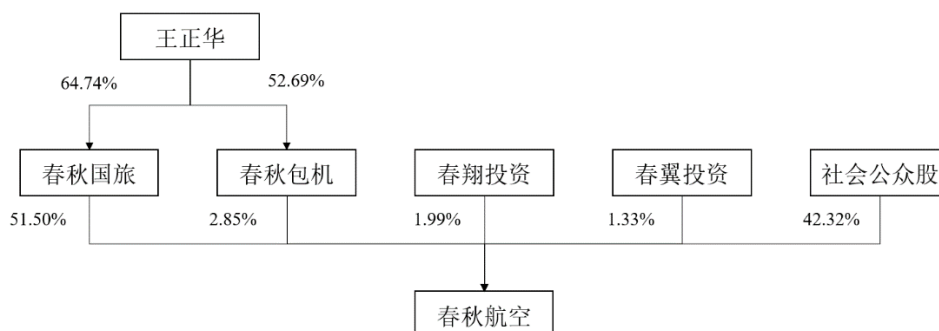 王正华
64.74%
52.69%
春秋国旅
春秋包机
春翔投资
春翼投资
社会公众股
51.50%
2.85%
1.99%
1.33%
42.32%
春秋航空